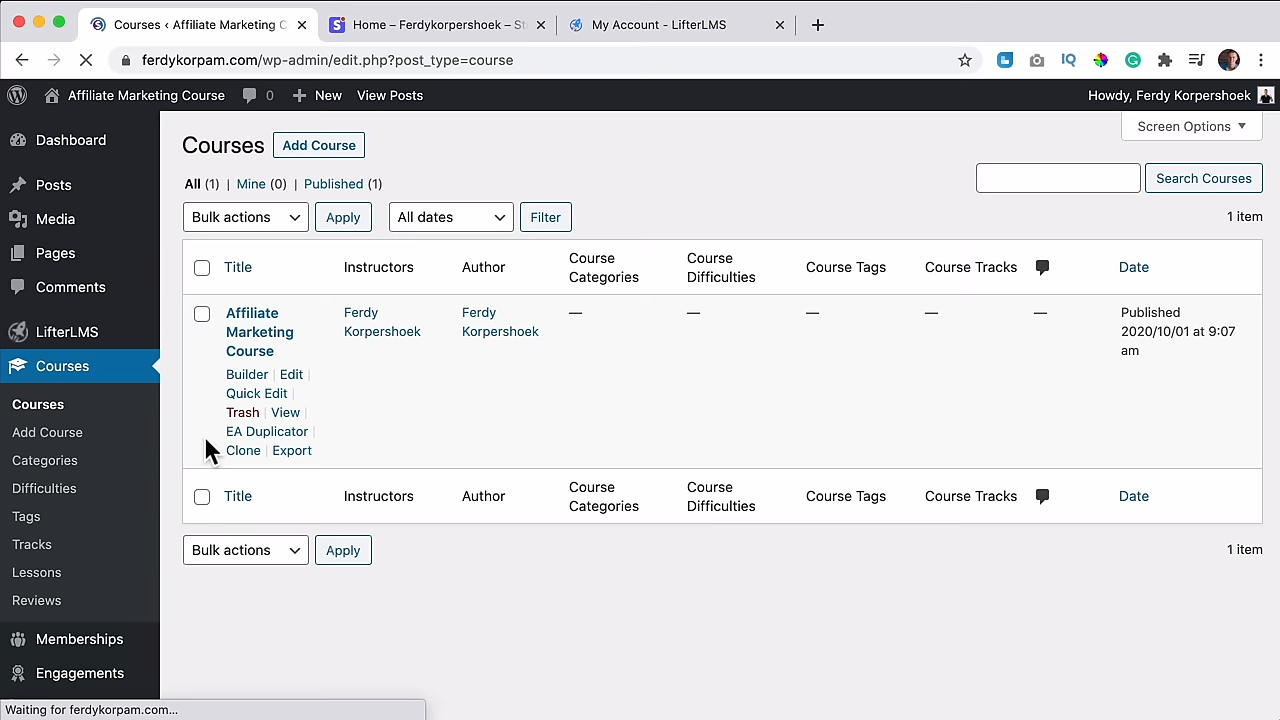 Courses ‹ Affiliate Marketing C
Home – Ferdykorpershoek – St
My Account - LifterLMS
ferdykorpam.com/wp-admin/edit.php?post_type=course
Affiliate Marketing Course 0 New View Posts
Howdy, Ferdy Korpershoek
Dashboard
Posts
Media
Pages
Comments
LifterLMS
Courses
Courses
Add Course
Categories
Difficulties
Tags
Tracks
Lessons
Reviews
Memberships
Engagements
Screen Options
Courses Add Course
All (1) | Mine (0) | Published (1)
Search Courses
Bulk actions Apply All dates Filter
1 item
Title Instructors Author Course Categories Course Difficulties Course Tags Course Tracks Date
Affiliate
Marketing
Course
Builder | Edit |
Quick Edit |
Trash | View |
EA Duplicator |
Clone | Export
Ferdy
Korpershoek
Ferdy
Korpershoek
— — — — —
Published
2020/10/01 at 9:07
am
Title Instructors Author Course Categories Course Difficulties Course Tags Course Tracks Date
Bulk actions Apply
1 item
Waiting for ferdykorpam.com...